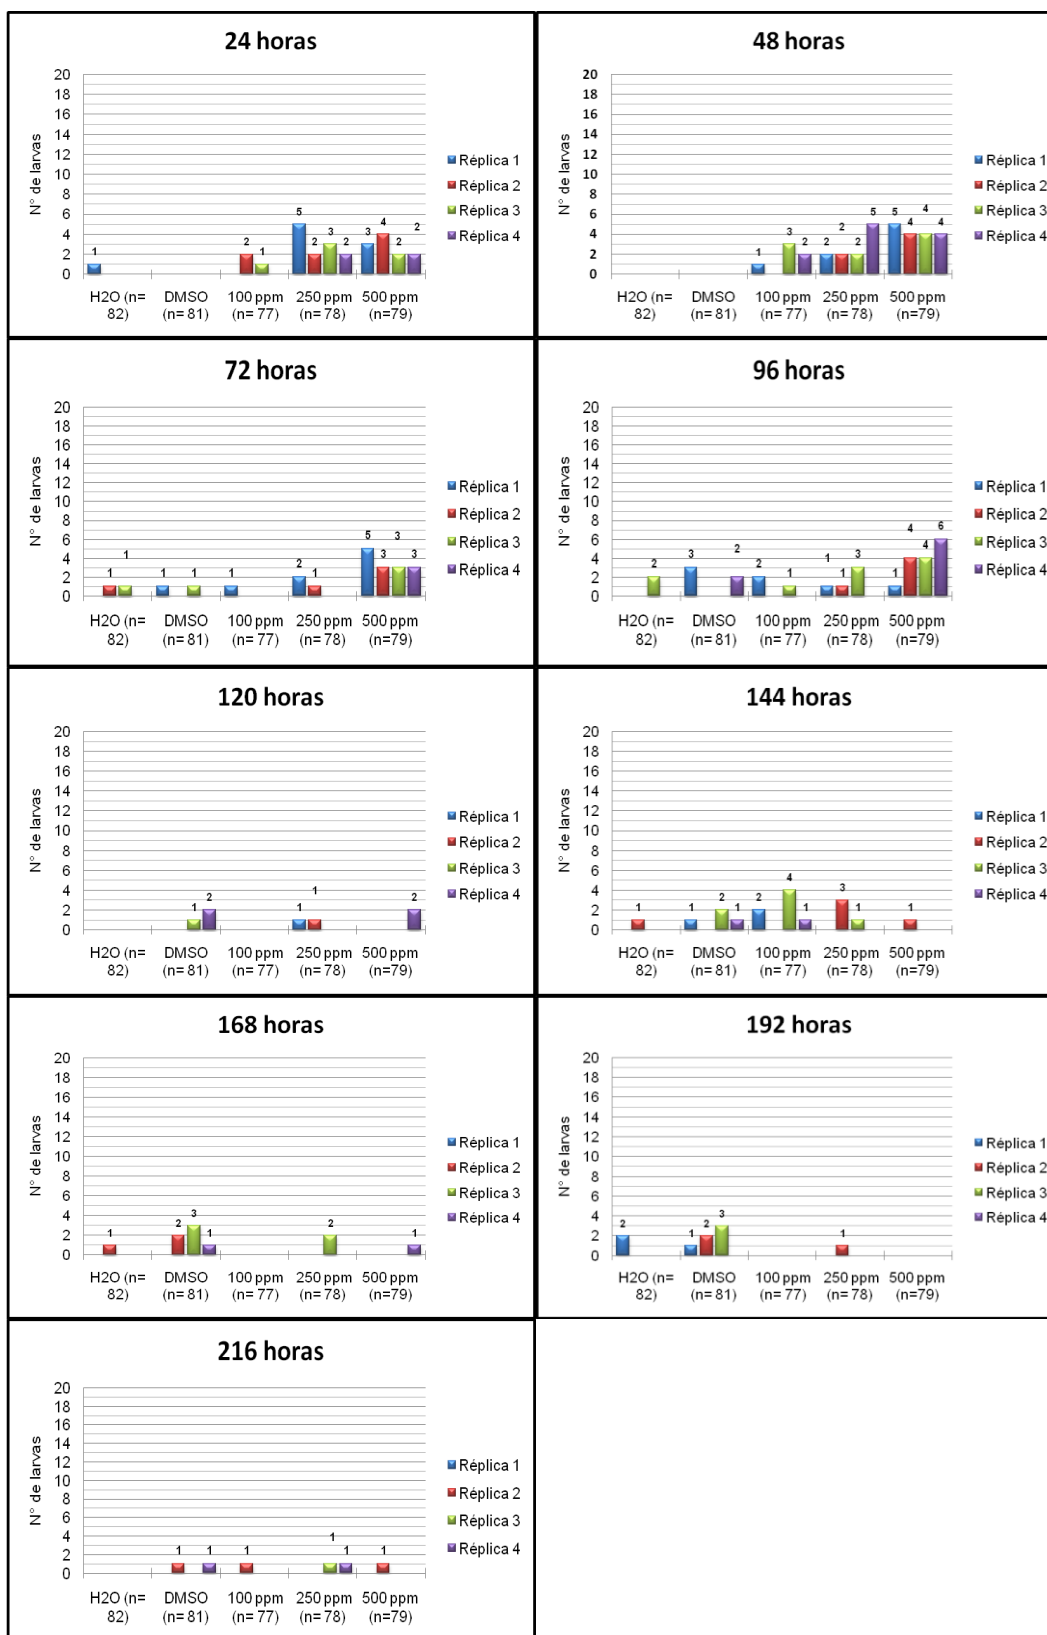 24 horas
N° de larvas
20
18
16
14
12
10
8
6
4
2
0
1
2 1
5 2 3 2
3 4 2 2
H2O (n= 82)
DMSO (n=81)
100 ppm (n=77)
250 ppm (n=78)
500 ppm (n=79)
Réplica 1
Réplica 2
Réplica 3
Réplica 4
48 horas
N° de larvas
20
18
16
14
12
10
8
6
4
2
0
1 3 2
2 2 2 5
5 4 4 4
H2O (n= 82)
DMSO (n=81)
100 ppm (n=77)
250 ppm (n=78)
500 ppm (n=79)
Réplica 1
Réplica 2
Réplica 3
Réplica 4
72 horas
N° de larvas
20
18
16
14
12
10
8
6
4
2
0
1 1
1 1
1
2 1
5 3 3 3
H2O (n= 82)
DMSO (n=81)
100 ppm (n=77)
250 ppm (n=78)
500 ppm (n=79)
Réplica 1
Réplica 2
Réplica 3
Réplica 4
96 horas
N° de larvas
20
18
16
14
12
10
8
6
4
2
0
2
3 2
2 1
1 1 3
1 4 4 6
H2O (n= 82)
DMSO (n=81)
100 ppm (n=77)
250 ppm (n=78)
500 ppm (n=79)
Réplica 1
Réplica 2
Réplica 3
Réplica 4
120 horas
N° de larvas
20
18
16
14
12
10
8
6
4
2
0
1 2
1 1
2
H2O (n= 82)
DMSO (n=81)
100 ppm (n=77)
250 ppm (n=78)
500 ppm (n=79)
Réplica 1
Réplica 2
Réplica 3
Réplica 4
144 horas
N° de larvas
20
18
16
14
12
10
8
6
4
2
0
1
1 2 1
2 4 1
3 1
1
H2O (n= 82)
DMSO (n=81)
100 ppm (n=77)
250 ppm (n=78)
500 ppm (n=79)
Réplica 1
Réplica 2
Réplica 3
Réplica 4
168 horas
N° de larvas
20
18
16
14
12
10
8
6
4
2
0
1
2 3 1
2
1
H2O (n= 82)
DMSO (n=81)
100 ppm (n=77)
250 ppm (n=78)
500 ppm (n=79)
Réplica 1
Réplica 2
Réplica 3
Réplica 4
192 horas
N° de larvas
20
18
16
14
12
10
8
6
4
2
0
2
1 2 3
1
H2O (n= 82)
DMSO (n=81)
100 ppm (n=77)
250 ppm (n=78)
500 ppm (n=79)
Réplica 1
Réplica 2
Réplica 3
Réplica 4
216 horas
N° de larvas
20
18
16
14
12
10
8
6
4
2
0
1 1
1
1 1
1
H2O (n= 82)
DMSO (n=81)
100 ppm (n=77)
250 ppm (n=78)
500 ppm (n=79)
Réplica 1
Réplica 2
Réplica 3
Réplica 4